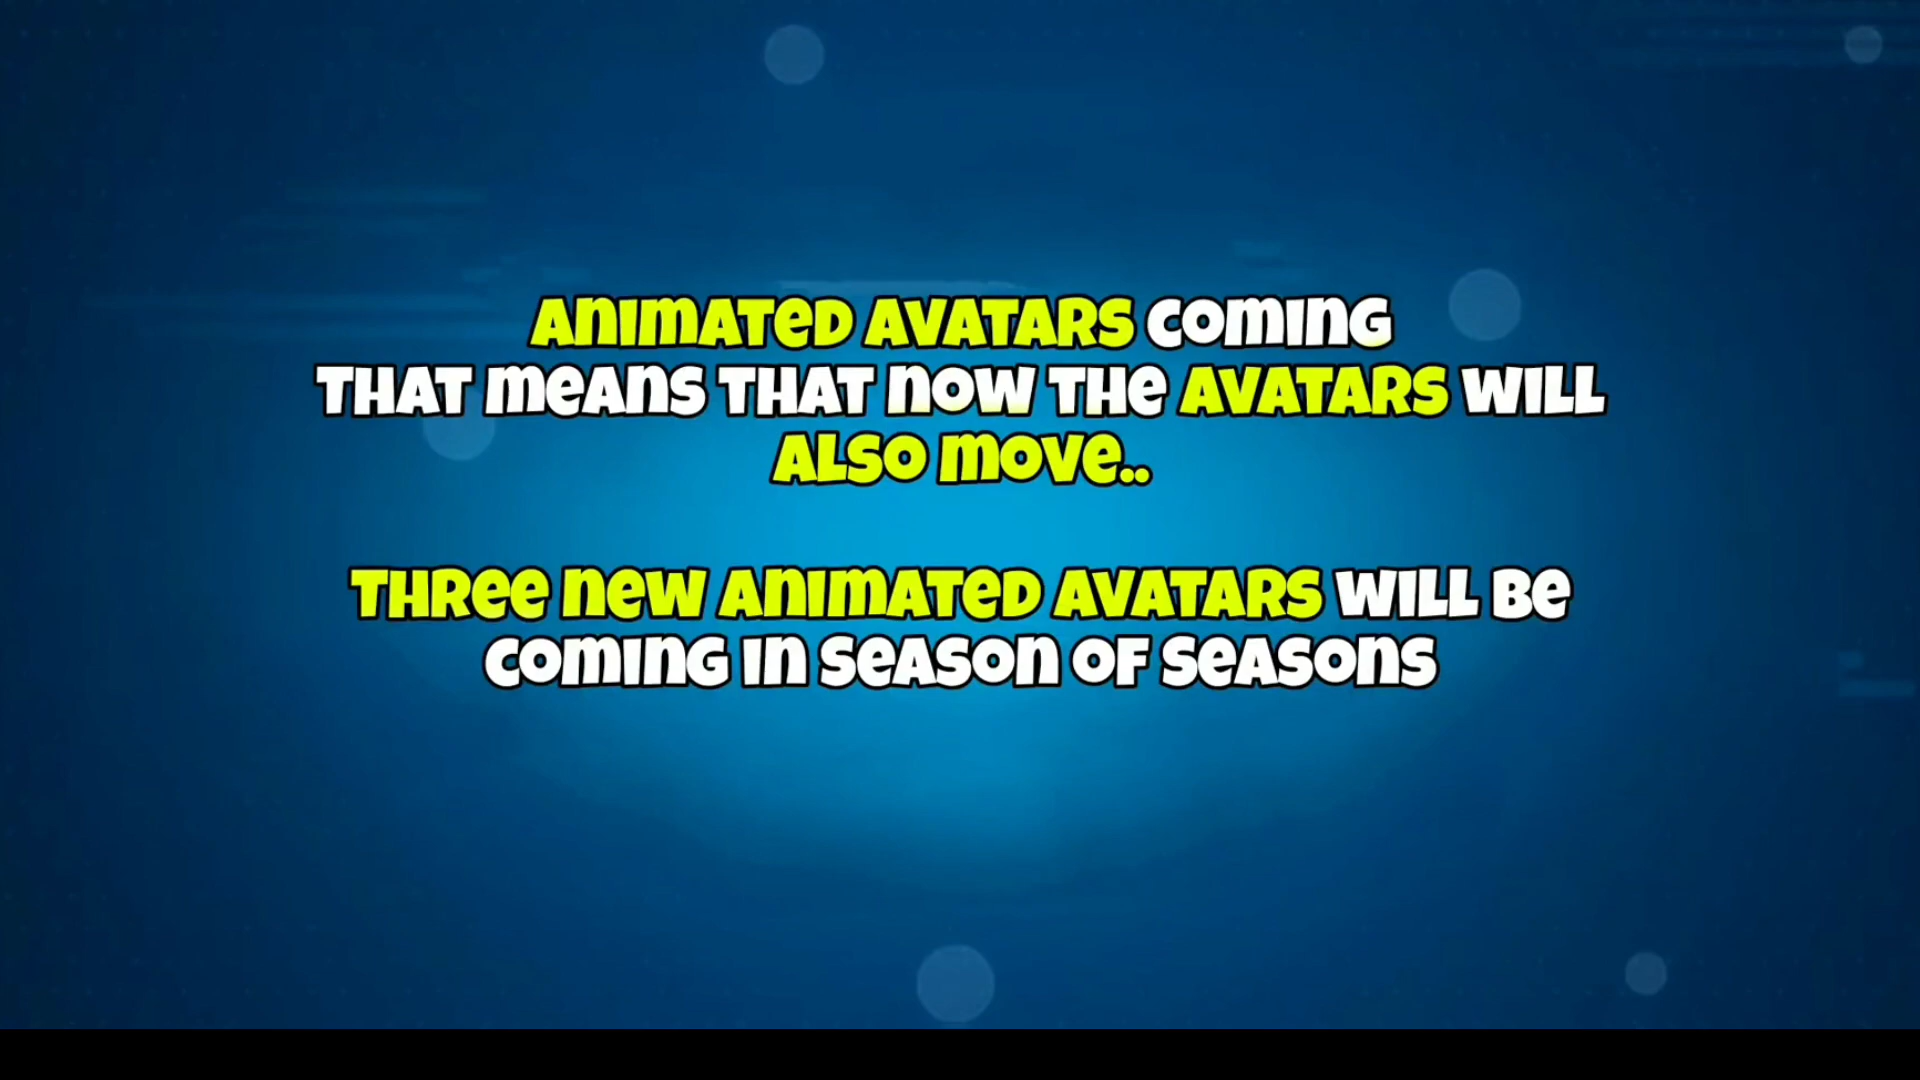 ANIMATED AVATARS COMING
THAT MEANS THAT NOW THE AVATARS WILL
ALSO MOVE..
THREE NEW ANIMATED AVATARS WILL BE
COMING IN SEASON OF SEASONS